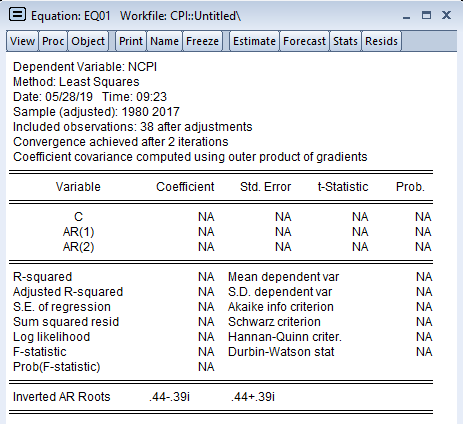 Equation: EQ01 Workfile: CPI::Untitled\
View Proc Object Print Name Freeze Estimate Forecast Stats Resids
Dependent Variable: NCPI
Method: Least Squares
Date: 05/28/19 Time: 09:23
Sample (adjusted): 1980 2017
Included observations: 38 after adjustments
Convergence achieved after 2 iterations
Coefficient covariance computed using outer product of gradients
Variable Coefficient Std. Error t-Statistic Prob.
C NA NA NA NA
AR(1) NA NA NA NA
AR(2) NA NA NA NA
R-squared NA Mean dependent var NA
Adjusted R-squared NA S.D. dependent var NA
S.E. of regression NA Akaike info criterion NA
Sum squared resid NA Schwarz criterion NA
Log likelihood NA Hannan-Quinn criter. NA
F-statistic NA Durbin-Watson stat NA
Prob(F-statistic) NA
Inverted AR Roots .44-.39i .44+.39i